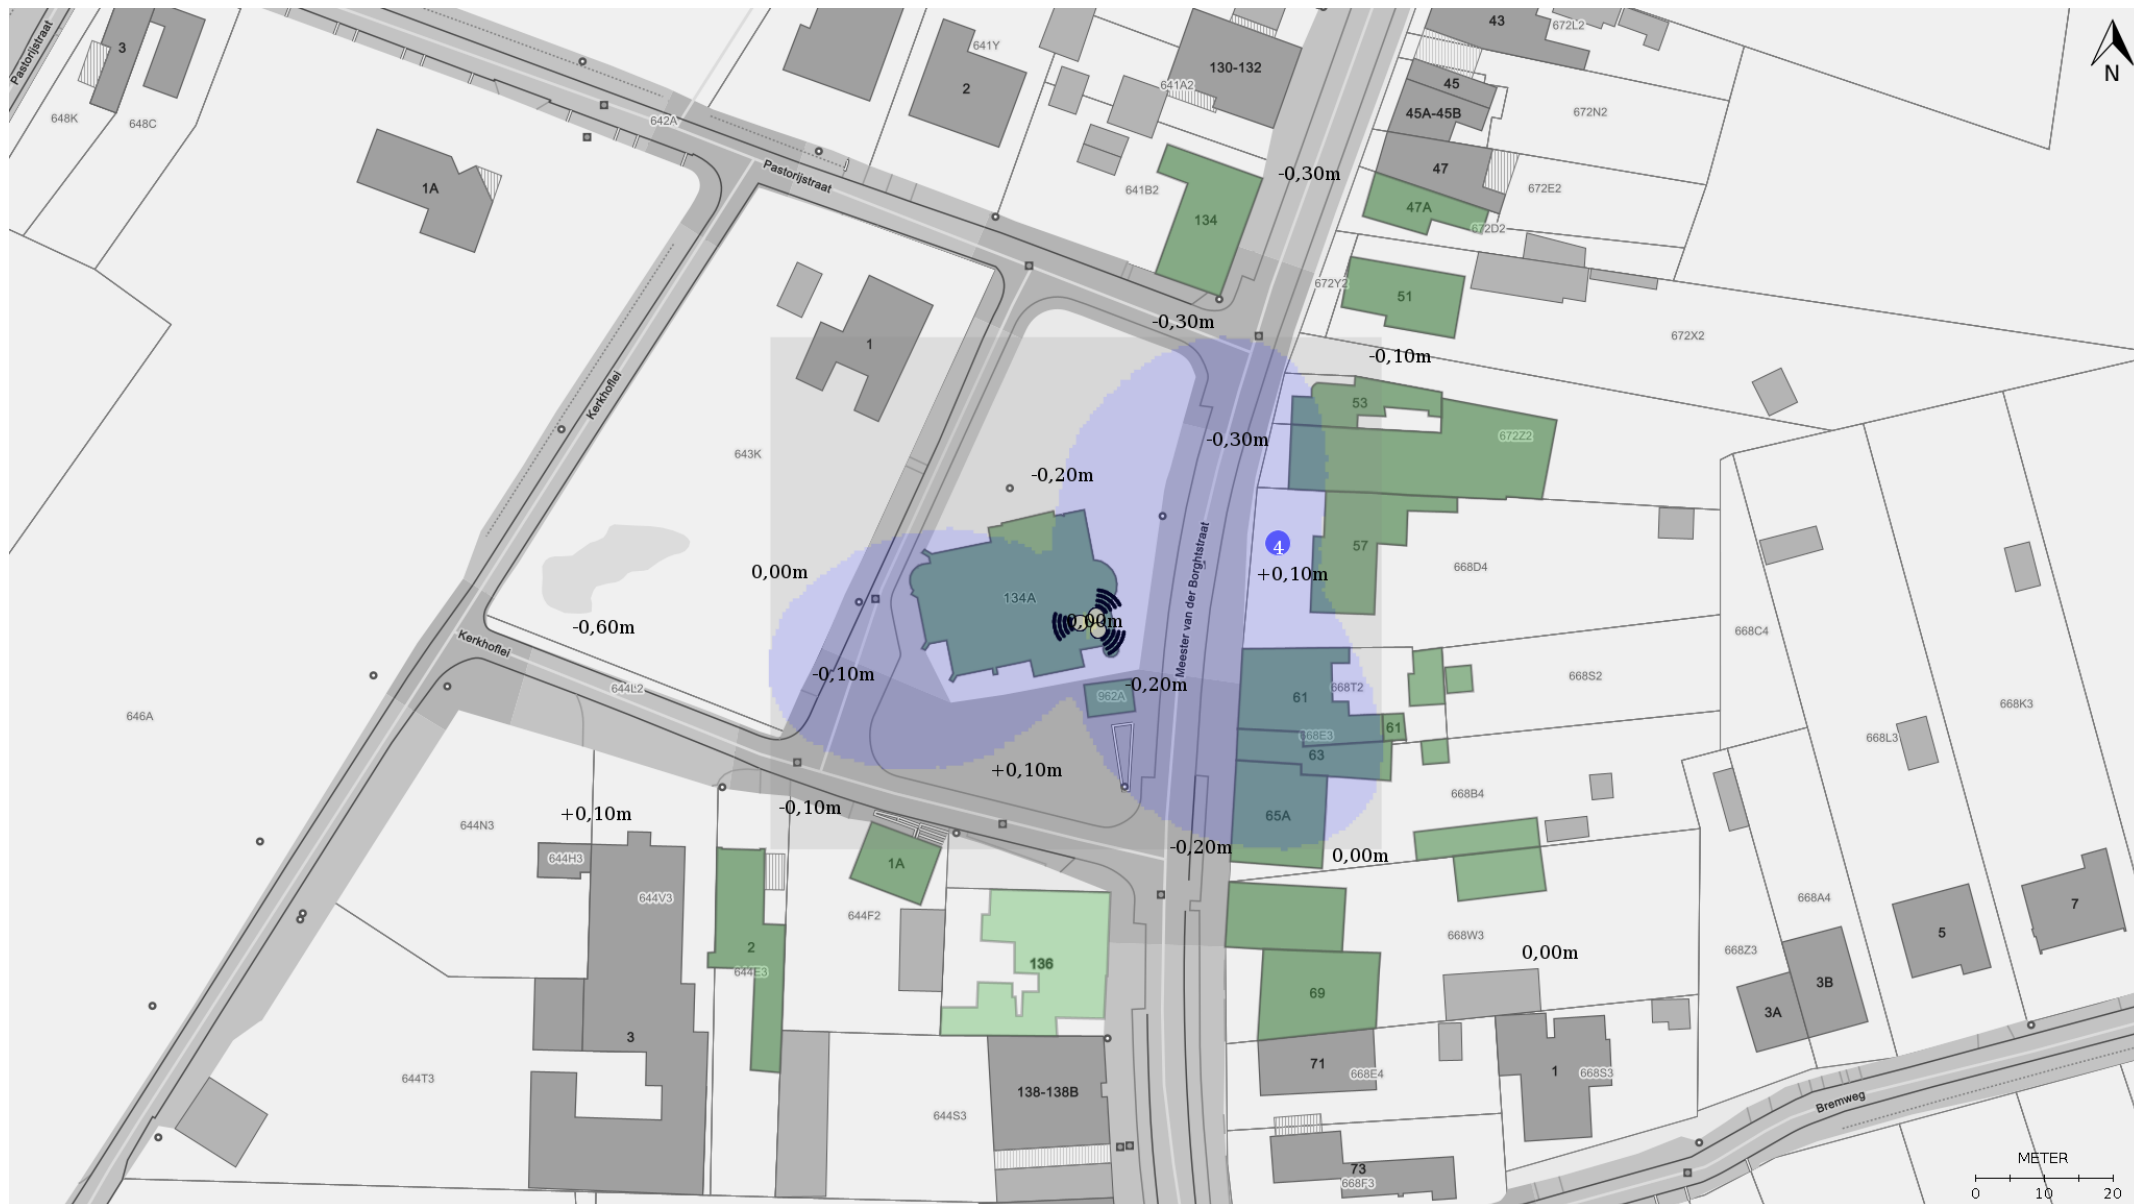 Pastorijstraat
3
648K
648C
1A
642A
Pastorijstraat
641Y
2
130-132
641A2
641B2
134
-0,30m
43
672L2
45
45A-45B
672N2
47
672E2
47A
672D2
N
672Y2
51
672X2
-0,30m
-0,10m
1
Kerkhoflei
643K
53
672Z2
-0,30m
-0,20m
Meester van der Borghtstraat
4
57
+0,10m
668D4
0,00m
134A
0,00m
-0,60m
Kerkhoflei
668C4
644L2
-0,10m
962A
-0,20m
61
668T2
668S2
668K3
646A
61
668E3
63
668L3
+0,10m
668B4
-0,10m
+0,10m
65A
644N3
-0,20m
0,00m
644H3
1A
644V3
644F2
668A4
7
2
644E3
136
668W3
0,00m
668Z3
5
69
3B
3A
3
71
668E4
1
668S3
644T3
138-138B
644S3
Bremweg
73
668F3
METER
0 10 20